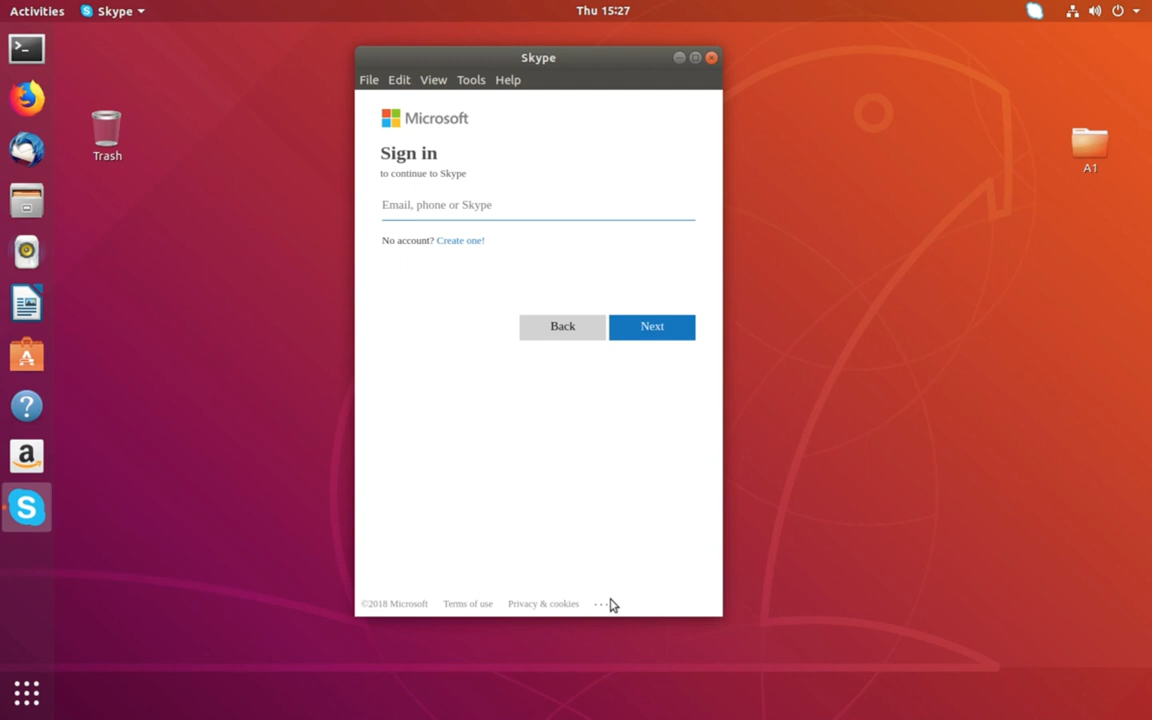 Activities Skype Thu 15:27
Trash
A1
Skype
File Edit View Tools Help
Microsoft
Sign in
to continue to Skype
Email, phone or Skype
No account? Create one!
Back Next
©2018 Microsoft Terms of use Privacy & cookies ...